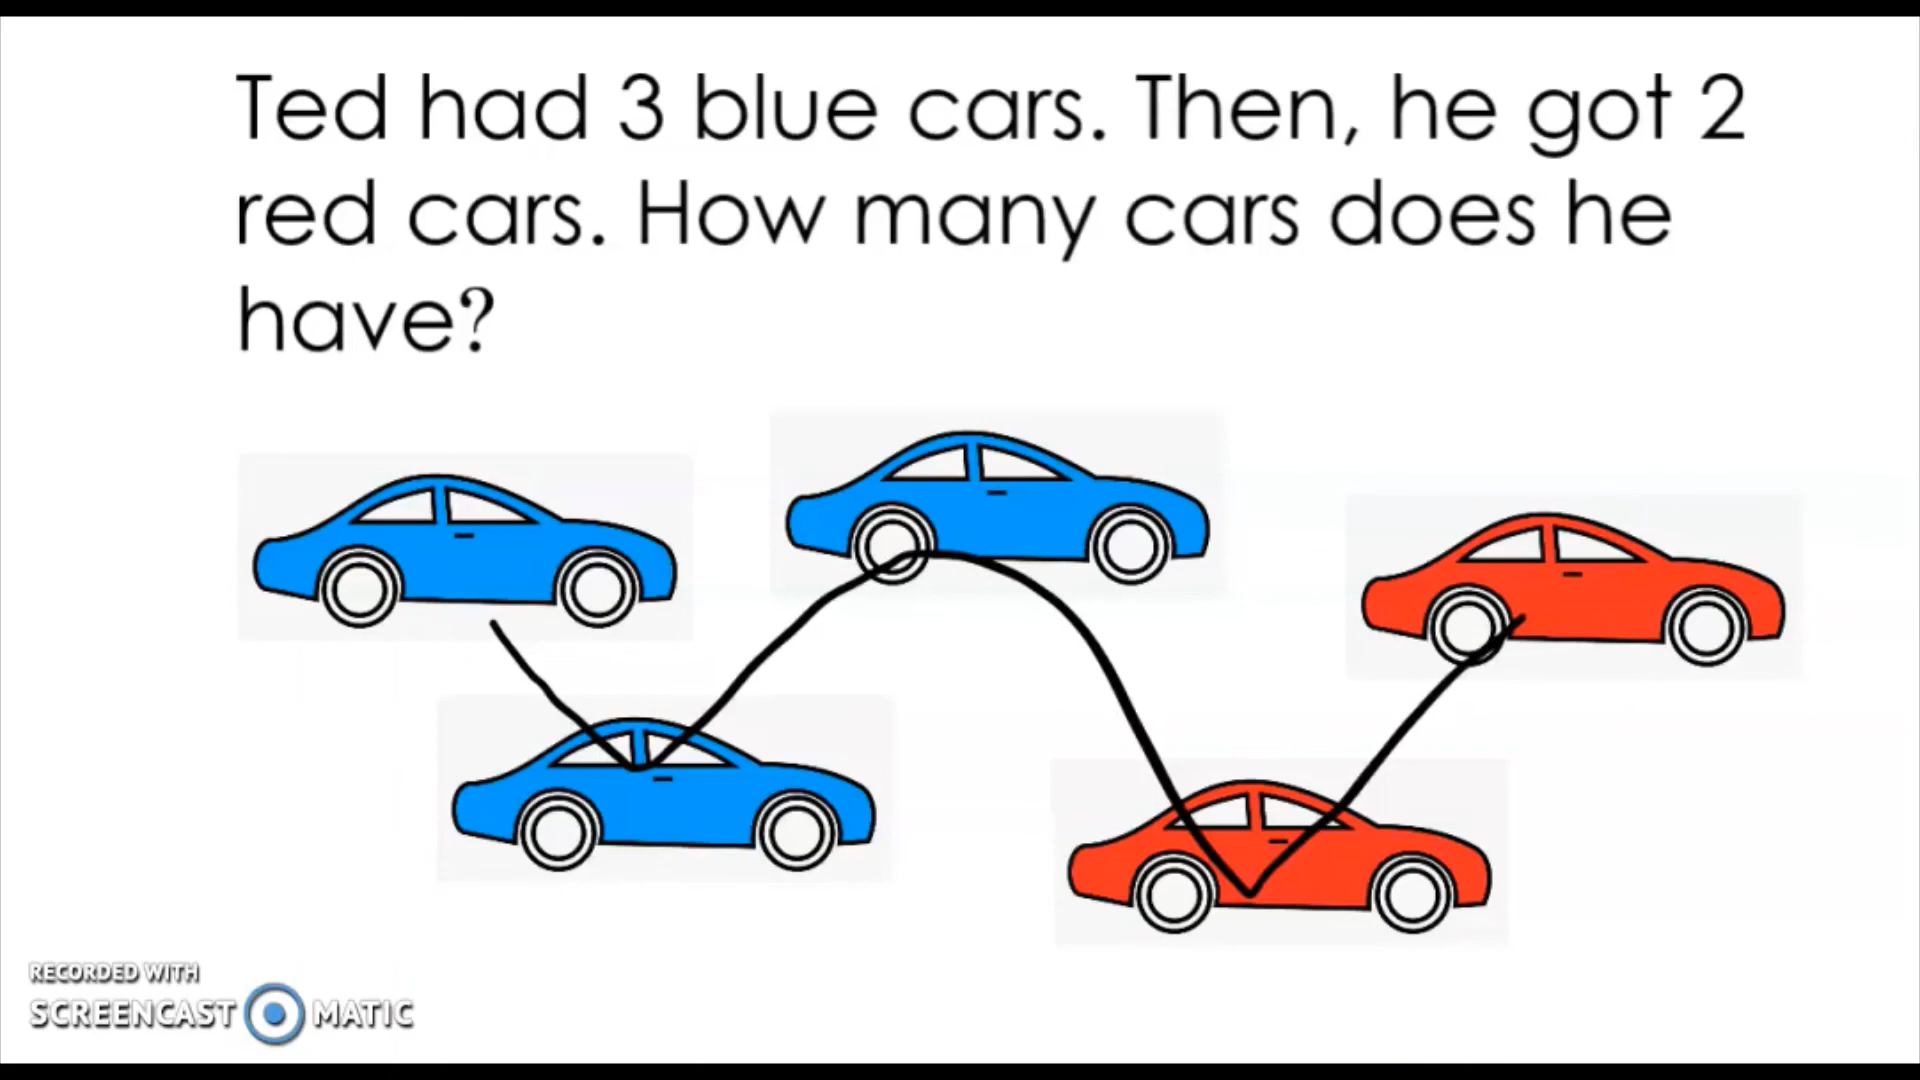 Ted had 3 blue cars. Then, he got 2
red cars. How many cars does he
have?
RECORDED WITH
SCREENCAST MATIC